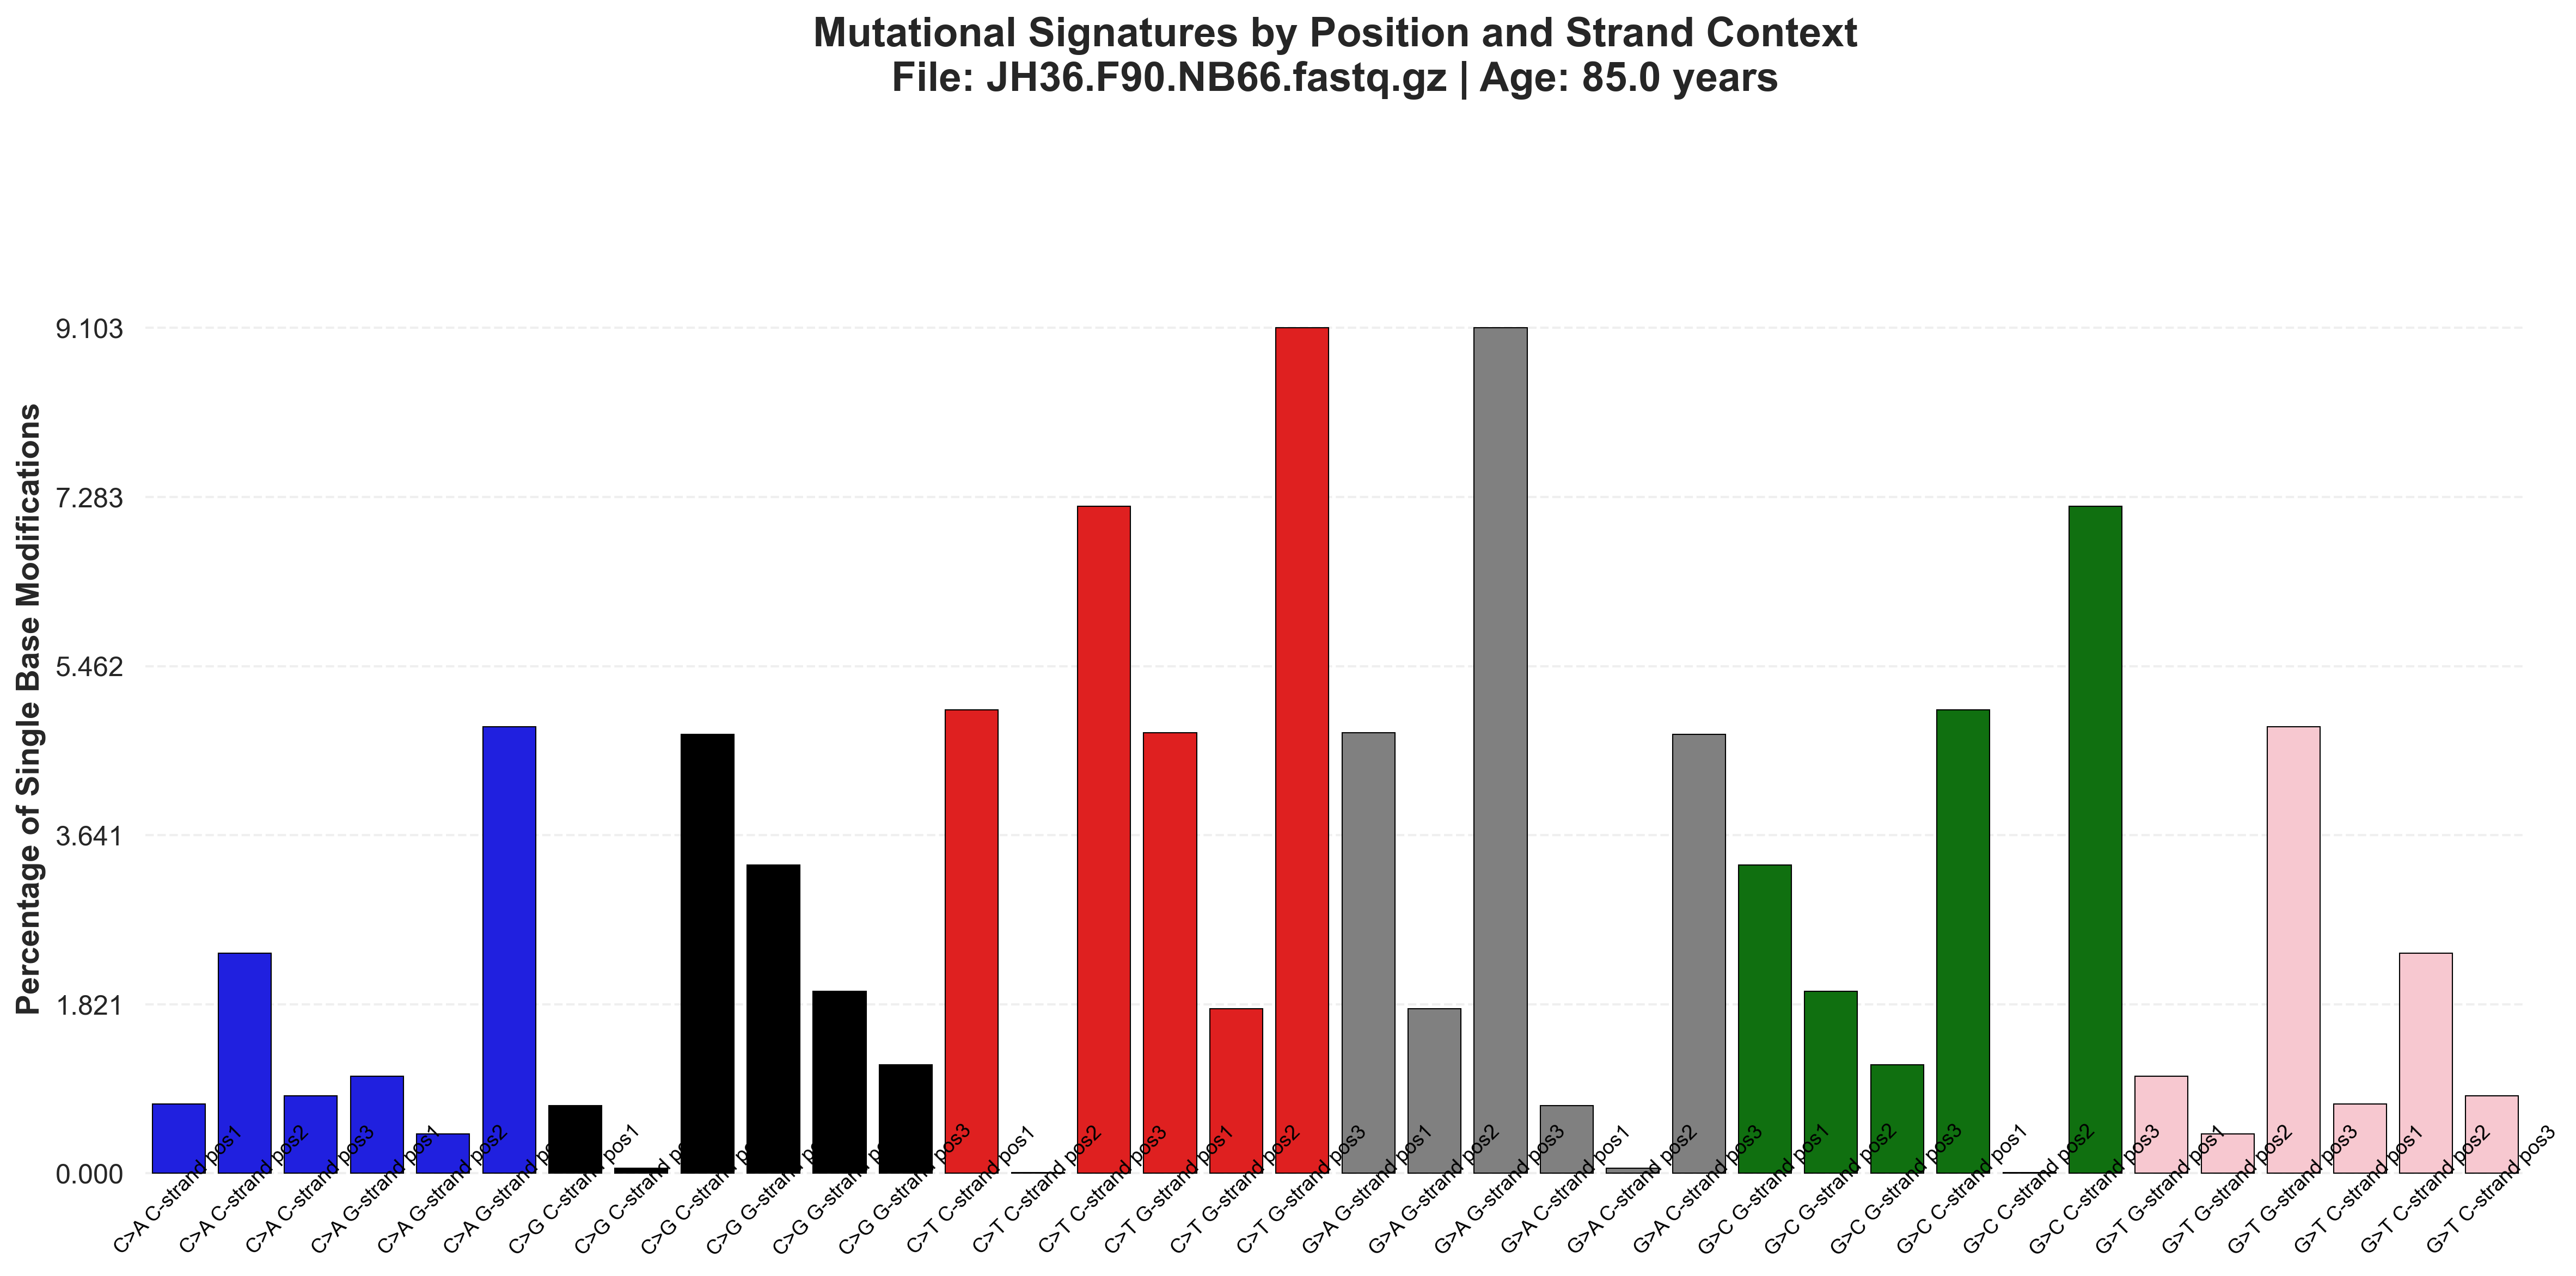 Mutational Signatures by Position and Strand Context
File: JH36.F90.NB66.fastq.gz | Age: 85.0 years
Percentage of Single Base Modifications
9.103
7.283
5.462
3.641
1.821
0.000
C>A C-strand pos1
C>A C-strand pos2
C>A C-strand pos3
C>A G-strand pos1
C>A G-strand pos2
C>A G-strand
C>G C-strand pos1
C>G C-strand
C>G C-strand
C>G G-strand
C>G G-strand
C>G G-strand pos3
C>T C-strand pos1
C>T C-strand pos2
C>T C-strand pos3
C>T G-strand pos1
C>T G-strand pos2
C>T G-strand pos3
G>A G-strand pos1
G>A G-strand pos2
G>A G-strand pos3
G>A C-strand pos1
G>A C-strand pos2
G>A C-strand pos3
G>C G-strand pos1
G>C G-strand pos2
G>C G-strand pos3
G>C C-strand pos1
G>C C-strand pos2
G>C C-strand pos3
G>T G-strand pos1
G>T G-strand pos2
G>T G-strand pos3
G>T C-strand pos1
G>T C-strand pos2
G>T C-strand pos3